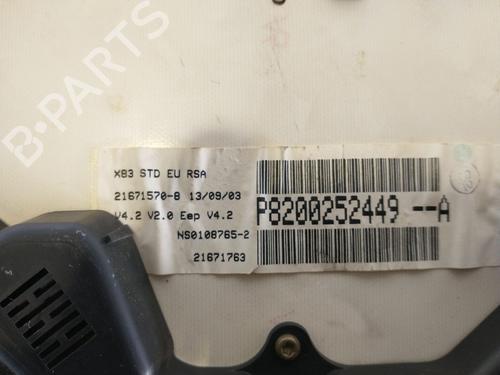 B-PARTS
X83 STD EU RSA
21671570-8 13/09/03
V4.2 V2.0 Eep V4.2
NS0108765-2
21671763
P8200252449 --A